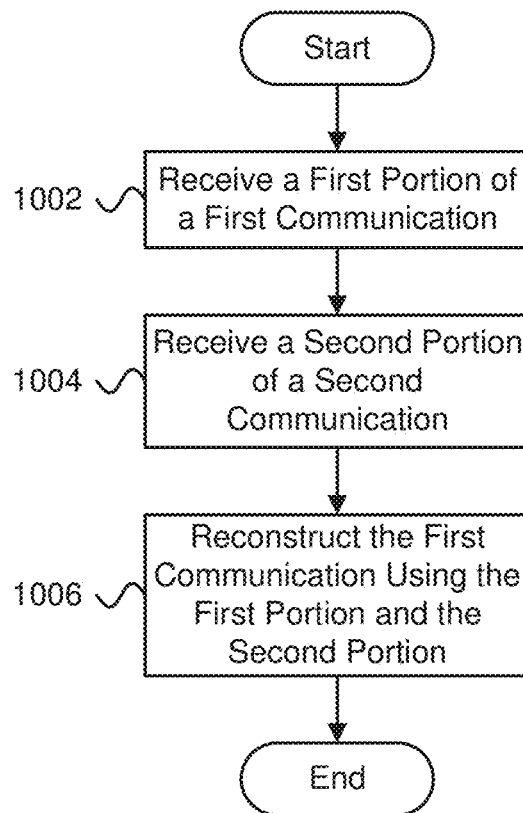 Start
1002
Receive a First Portion of
a First Communication
1004
Receive a Second Portion
of a Second
Communication
1006
Reconstruct the First
Communication Using the
First Portion and the
Second Portion
End